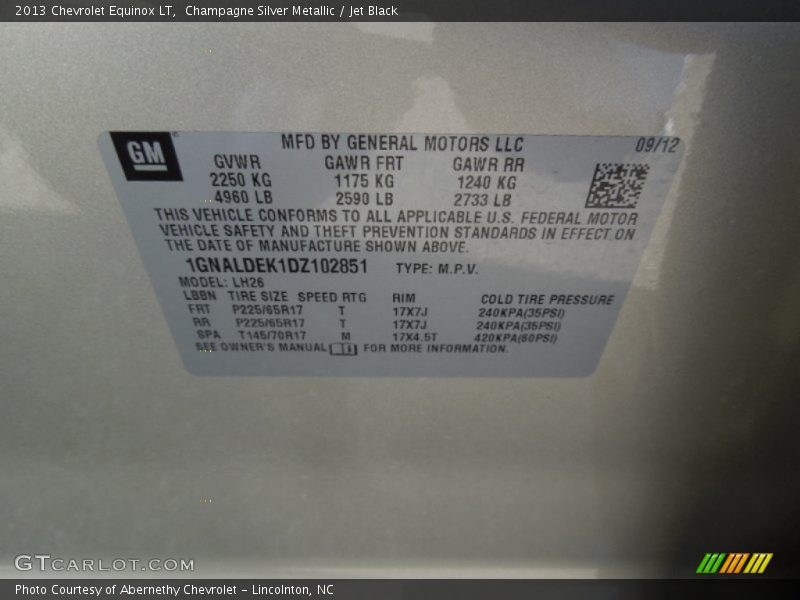 2013 Chevrolet Equinox LT,  Champagne Silver Metallic / Jet Black
GM
MFD BY GENERAL MOTORS LLC 09/12
GVWR GAWR FRT GAWR RR
2250 KG 1175 KG 1240 KG
4960 LB 2590 LB 2733 LB
THIS VEHICLE CONFORMS TO ALL APPLICABLE U.S. FEDERAL MOTOR
VEHICLE SAFETY AND THEFT PREVENTION STANDARDS IN EFFECT ON
THE DATE OF MANUFACTURE SHOWN ABOVE.
1GNALDEK1DZ102851 TYPE: M.P.V.
MODEL: LH26
LBBN TIRE SIZE SPEED RTG RIM COLD TIRE PRESSURE
FRT P225/65R17 T 17X7J 240KPA(35PSI)
RR P225/65R17 T 17X7J 240KPA(35PSI)
SPA T145/70R17 M 17X4.5T 420KPA(60PSI)
SEE OWNER'S MANUAL FOR MORE INFORMATION.
GTCARLOT.COM
Photo Courtesy of Abernethy Chevrolet – Lincolnton, NC